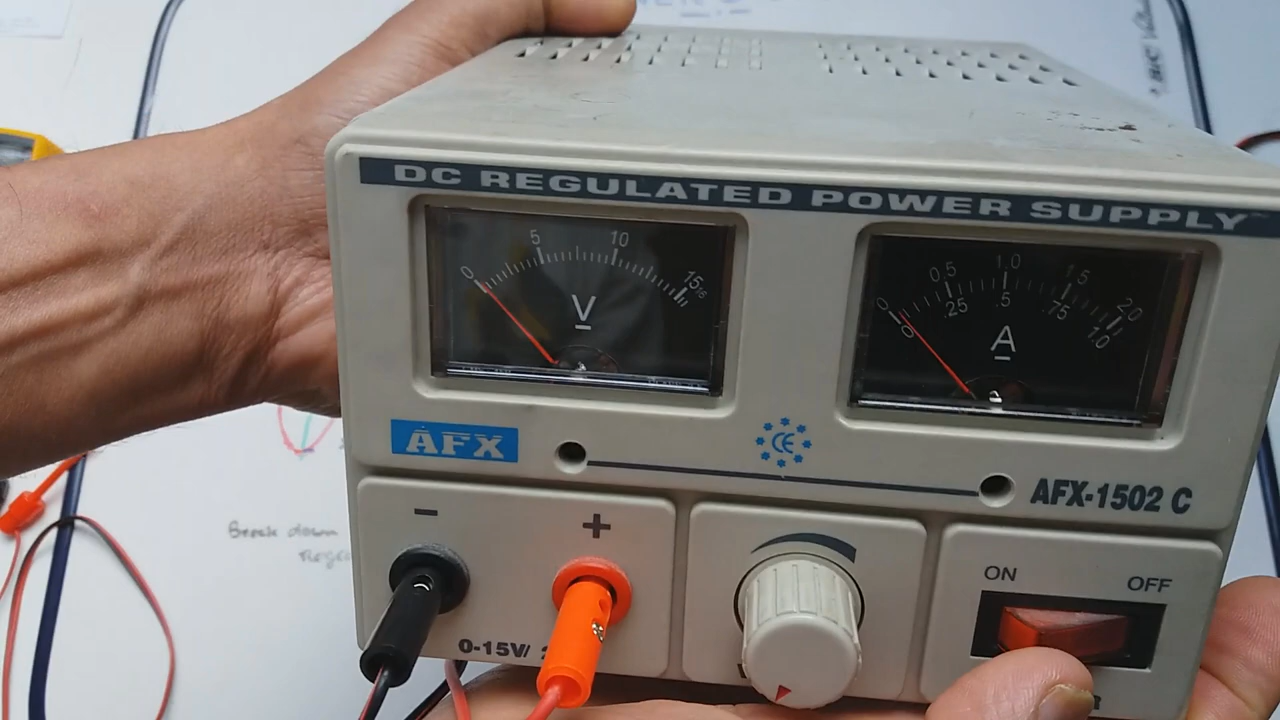 DC REGULATED POWER SUPPLY
0 5 10 15
V
0 0.5 1.0 1.5 2.0
0 .25 .5 .75 1.0
A
AFX
CE
AFX-1502 C
- +
ON OFF
0-15V/
Break down